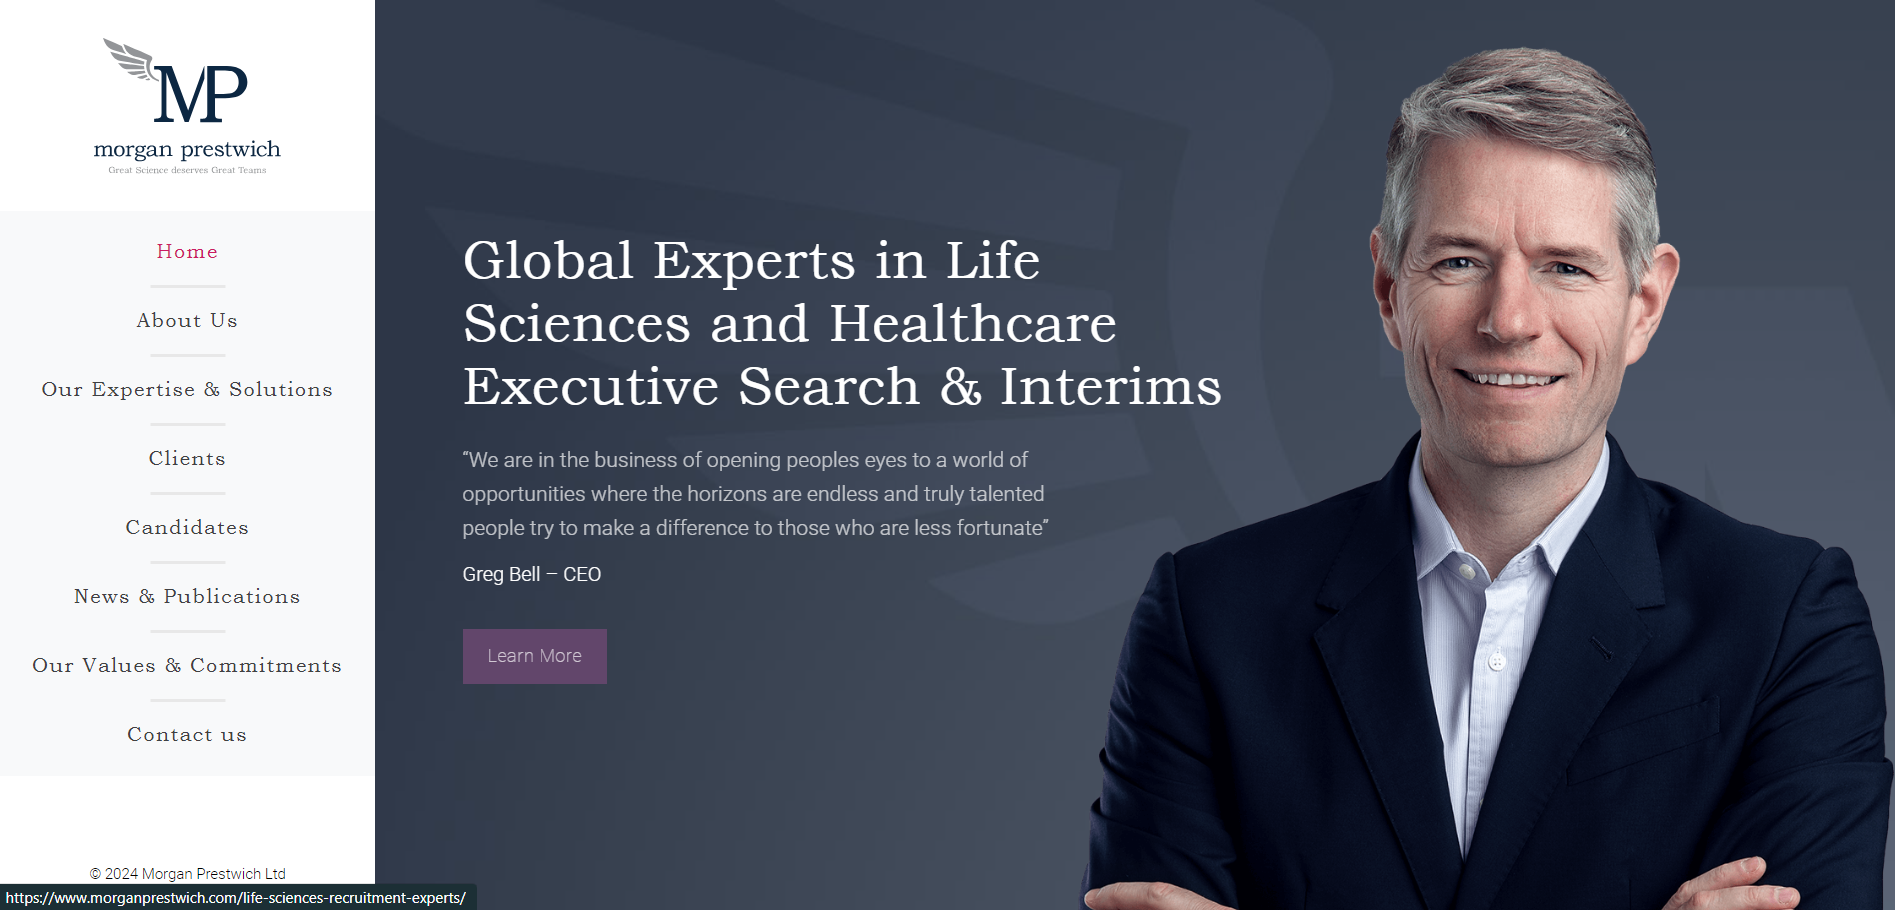 MP
morgan prestwich
Great Science deserves Great Teams
Home
About Us
Our Expertise & Solutions
Clients
Candidates
News & Publications
Our Values & Commitments
Contact us
© 2024 Morgan Prestwich Ltd
https://www.morganprestwich.com/life-sciences-recruitment-experts/
Global Experts in Life
Sciences and Healthcare
Executive Search & Interims
“We are in the business of opening peoples eyes to a world of
opportunities where the horizons are endless and truly talented
people try to make a difference to those who are less fortunate”
Greg Bell – CEO
Learn More